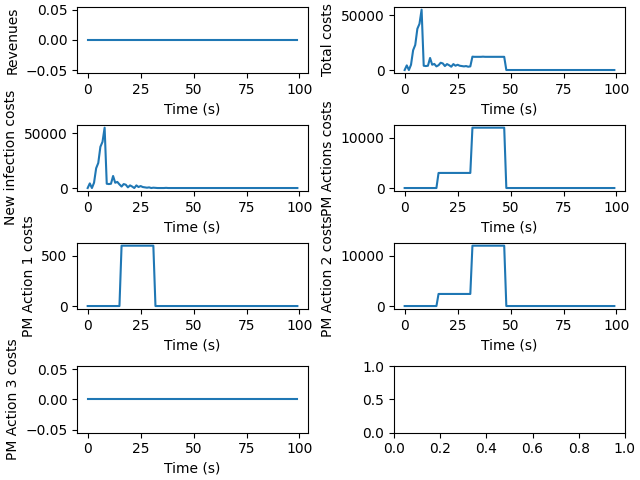 Revenues
0.05
0.00
−0.05
0 25 50 75 100
Time (s)
Total costs
50000
0
0 25 50 75 100
Time (s)
New infection costs
50000
0
0 25 50 75 100
Time (s)
PM Actions costs
10000
0
0 25 50 75 100
Time (s)
PM Action 1 costs
500
0
0 25 50 75 100
Time (s)
PM Action 2 costs
10000
0
0 25 50 75 100
Time (s)
PM Action 3 costs
0.05
0.00
−0.05
0 25 50 75 100
Time (s)
1.0
0.5
0.0
0.0 0.2 0.4 0.6 0.8 1.0